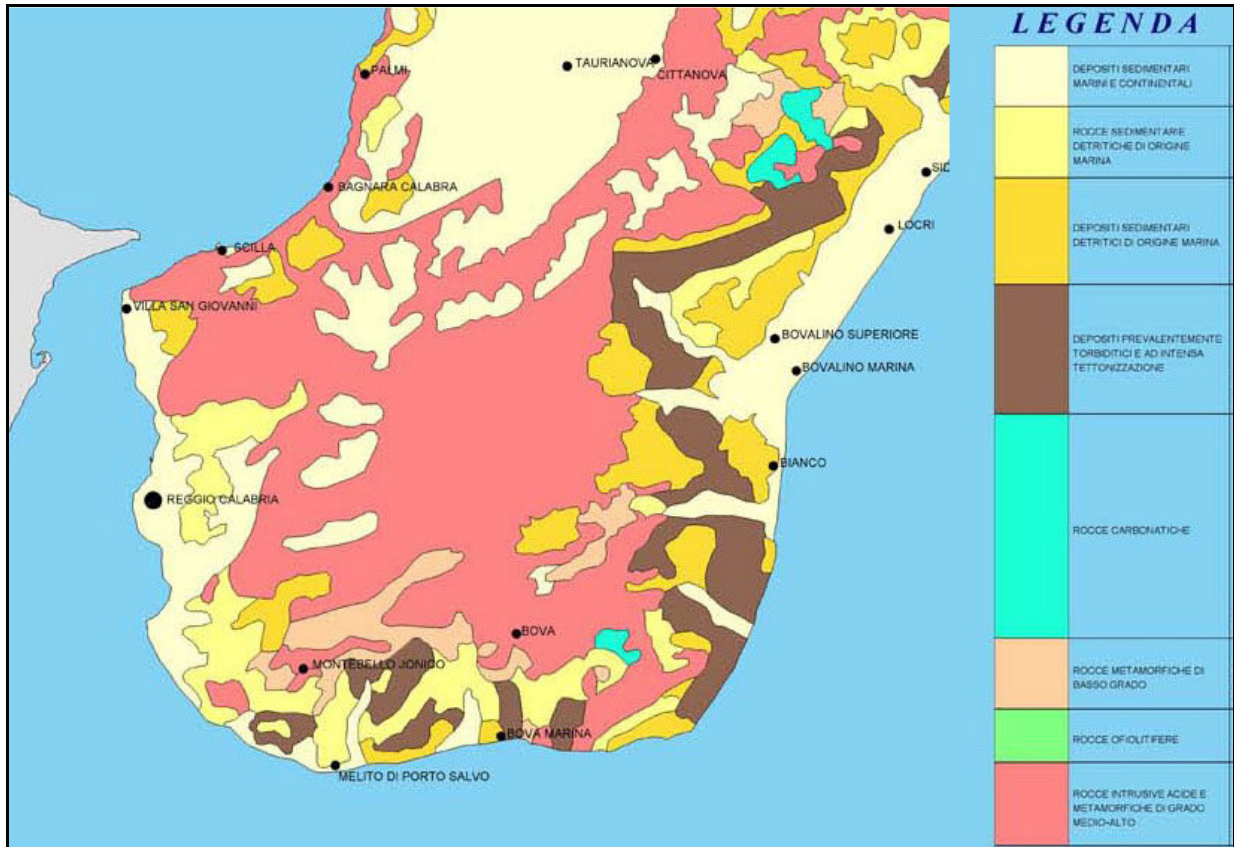 LEGENDA
PALMI
TAURIANOVA
CITTANOVA
BAGNARA CALABRA
SID
LOCRI
SCILLA
VILLA SAN GIOVANNI
BOVALINO SUPERIORE
BOVALINO MARINA
BIANCO
REGGIO CALABRIA
BOVA
MONTEBELLO JONICO
BOVA MARINA
MELITO DI PORTO SALVO
DEPOSITI SEDIMENTARI
MARINI E CONTINENTALI
ROCCE SEDIMENTARIE
DETRITICHE DI ORIGINE
MARINA
DEPOSITI SEDIMENTARI
DETRITICI DI ORIGINE MARINA
DEPOSITI PREVALENTEMENTE
TORBIDITICI E AD INTENSA
TETTONIZZAZIONE
ROCCE CARBONATICHE
ROCCE METAMORFICHE DI
BASSO GRADO
ROCCE OFIOLITIFERE
ROCCE INTRUSIVE ACIDE E
METAMORFICHE DI GRADO
MEDIO-ALTO